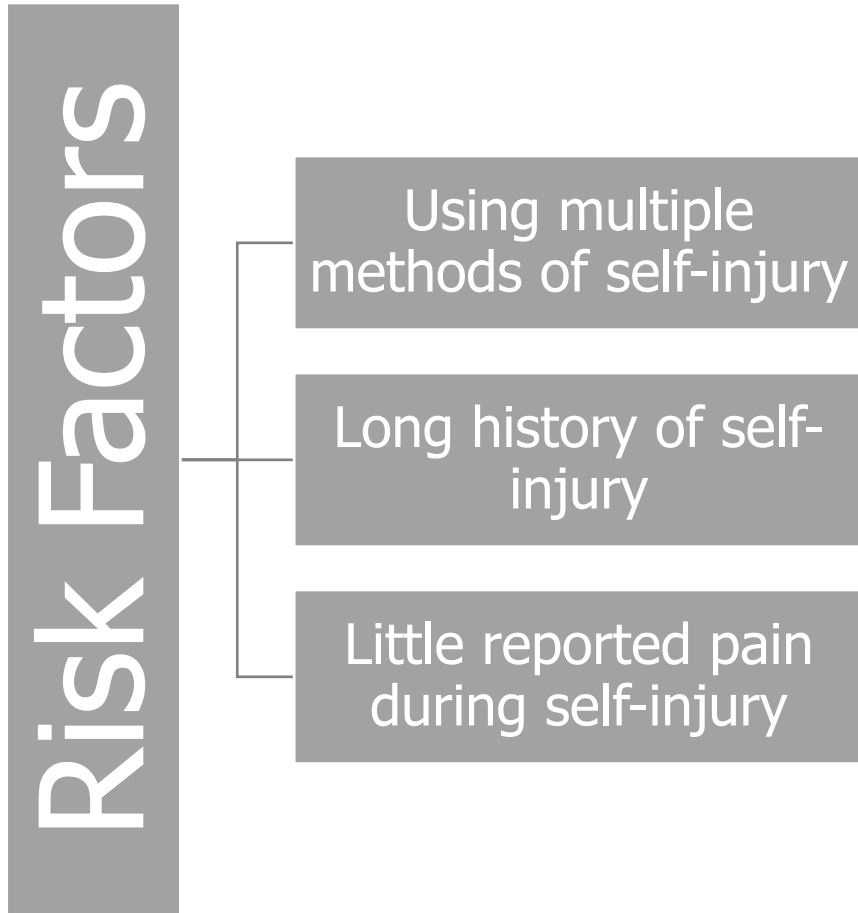 Risk Factors
Using multiple
methods of self-injury
Long history of self-
injury
Little reported pain
during self-injury